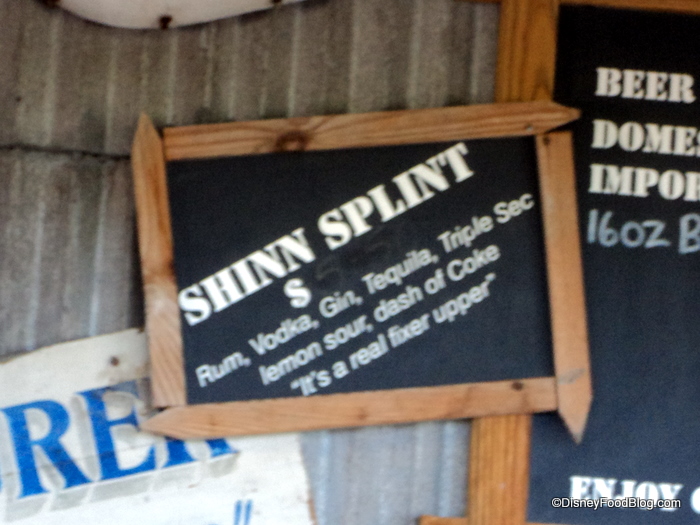 SHINN SPLINT
$
Rum, Vodka, Gin, Tequila, Triple Sec
lemon sour, dash of Coke
"It's a real fixer upper"
BEER
DOMES
IMPOR
16oz B
ENJOY
URER
"
©DisneyFoodBlog.com